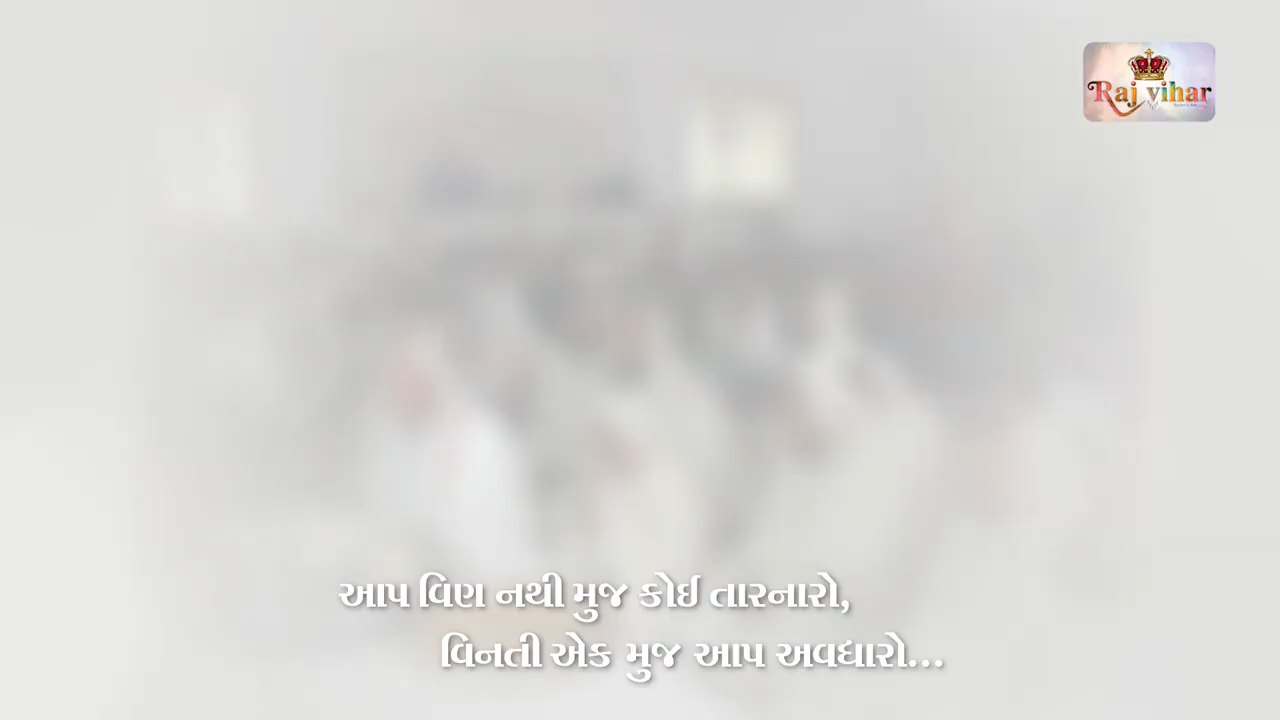 Raj vihar
આપ વિણ નથી મુજ કોઈ તારનારો,
વિનતી એક મુજ આપ અવધારો...